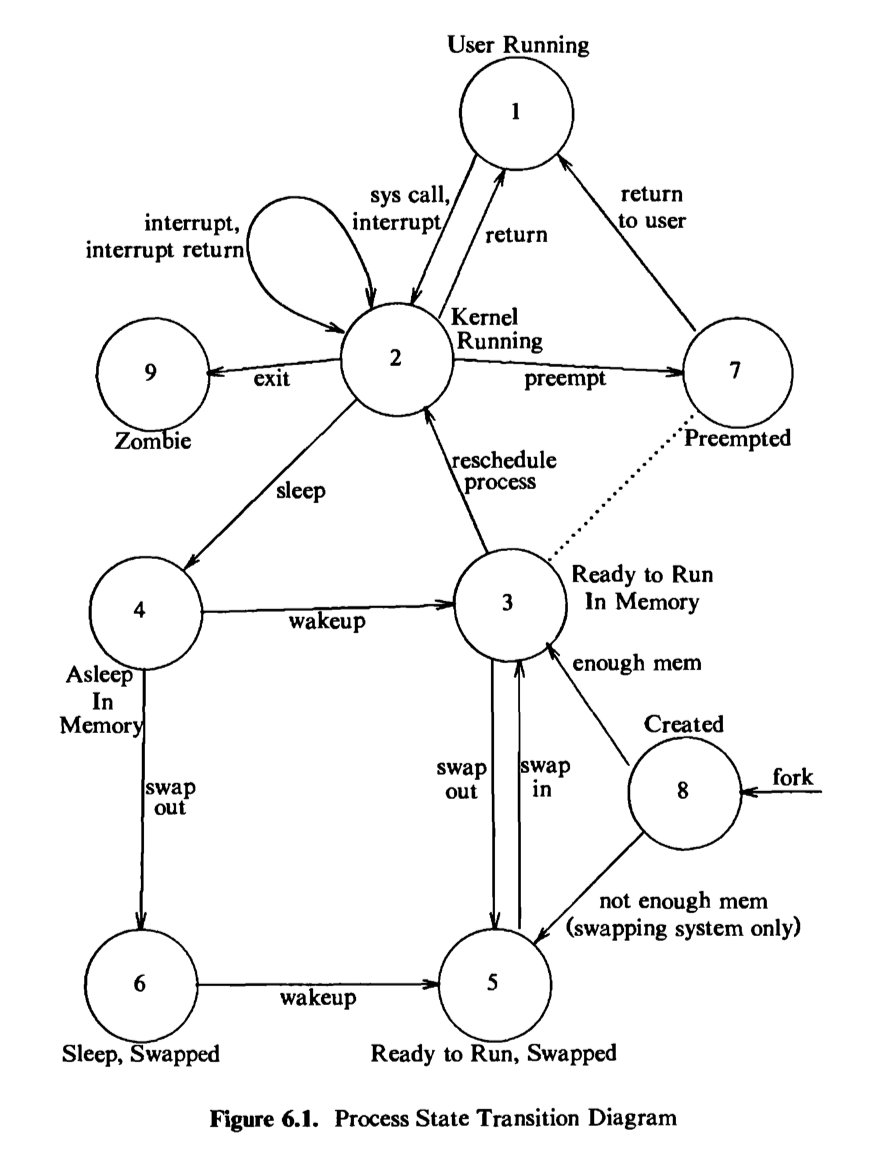 User Running
1
sys call,
interrupt
return
return
to user
interrupt,
interrupt return
Kernel
Running
2
9
exit
Zombie
preempt
7
Preempted
sleep
reschedule
process
4
wakeup
3
Ready to Run
In Memory
Asleep
In
Memory
enough mem
Created
8
fork
swap
out
swap
out
swap
in
not enough mem
(swapping system only)
6
wakeup
5
Sleep, Swapped
Ready to Run, Swapped
Figure 6.1. Process State Transition Diagram